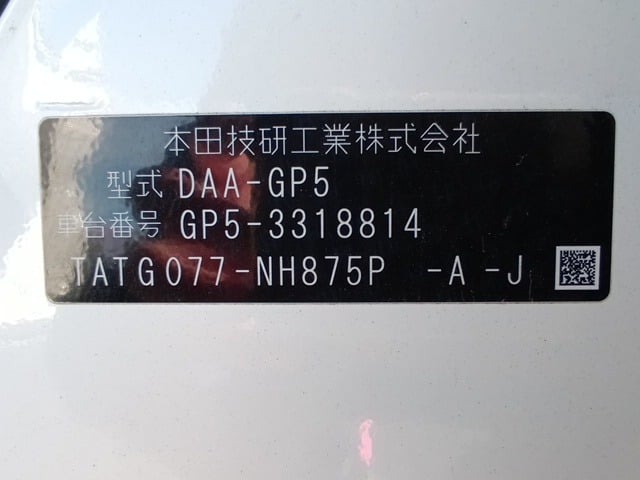 本田技研工業株式会社
型式 DAA-GP5
車台番号 GP5-3318814
TATG077-NH875P -A -J